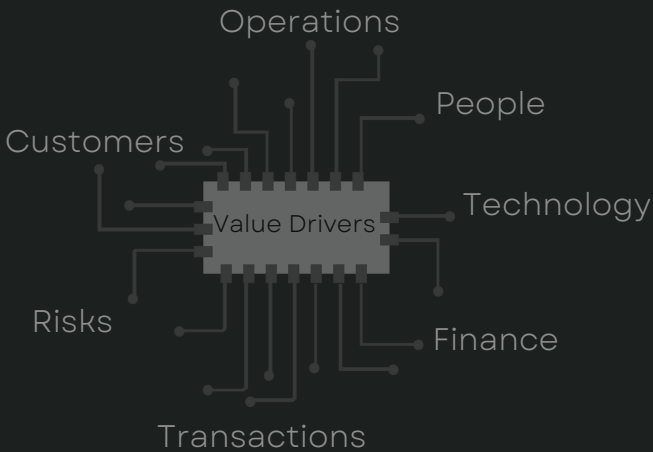 Operations
People
Customers
Technology
Value Drivers
Risks
Finance
Transactions